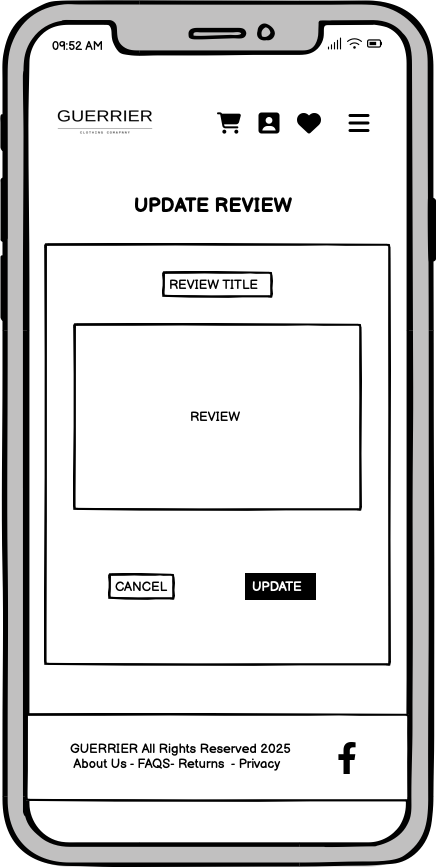 09:52 AM
GUERRIER
CLOTHING COMPANY
UPDATE REVIEW
REVIEW TITLE
REVIEW
CANCEL
UPDATE
GUERRIER All Rights Reserved 2025
About Us - FAQS- Returns - Privacy